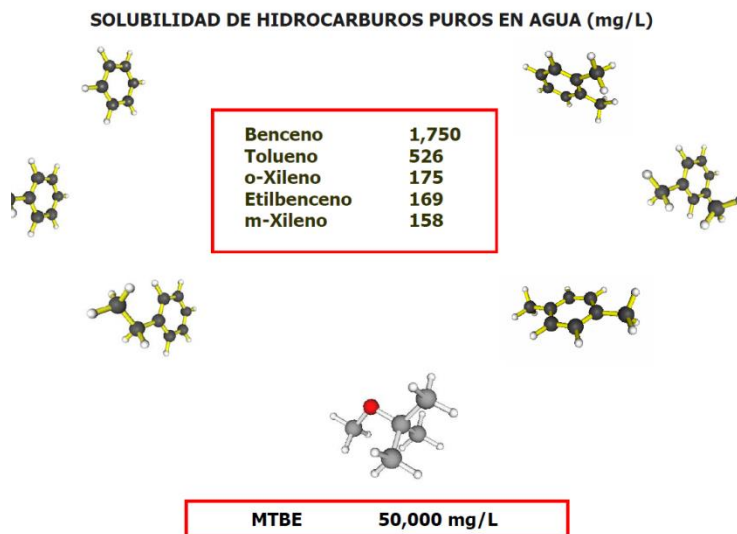 SOLUBILIDAD DE HIDROCARBUROS PUROS EN AGUA (mg/L)
Benceno 1,750
Tolueno 526
o-Xileno 175
Etilbenceno 169
m-Xileno 158
MTBE 50,000 mg/L